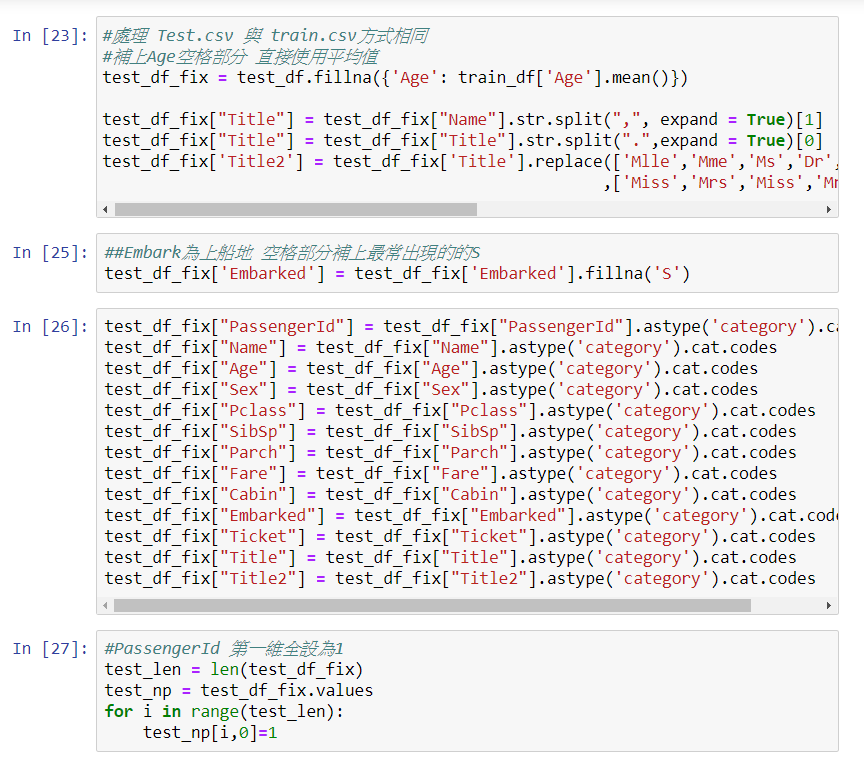 In [23]: #處理 Test.csv 與 train.csv方式相同
#補上Age空格部分 直接使用平均值
test_df_fix = test_df.fillna({'Age': train_df['Age'].mean()})
test_df_fix["Title"] = test_df_fix["Name"].str.split(",", expand = True)[1]
test_df_fix["Title"] = test_df_fix["Title"].str.split(".",expand = True)[0]
test_df_fix['Title2'] = test_df_fix['Title'].replace(['Mlle','Mme','Ms','Dr',
,['Miss','Mrs','Miss','Mr
In [25]: ##Embark為上船地 空格部分補上最常出現的的S
test_df_fix['Embarked'] = test_df_fix['Embarked'].fillna('S')
In [26]: test_df_fix["PassengerId"] = test_df_fix["PassengerId"].astype('category').ca
test_df_fix["Name"] = test_df_fix["Name"].astype('category').cat.codes
test_df_fix["Age"] = test_df_fix["Age"].astype('category').cat.codes
test_df_fix["Sex"] = test_df_fix["Sex"].astype('category').cat.codes
test_df_fix["Pclass"] = test_df_fix["Pclass"].astype('category').cat.codes
test_df_fix["SibSp"] = test_df_fix["SibSp"].astype('category').cat.codes
test_df_fix["Parch"] = test_df_fix["Parch"].astype('category').cat.codes
test_df_fix["Fare"] = test_df_fix["Fare"].astype('category').cat.codes
test_df_fix["Cabin"] = test_df_fix["Cabin"].astype('category').cat.codes
test_df_fix["Embarked"] = test_df_fix["Embarked"].astype('category').cat.code
test_df_fix["Ticket"] = test_df_fix["Ticket"].astype('category').cat.codes
test_df_fix["Title"] = test_df_fix["Title"].astype('category').cat.codes
test_df_fix["Title2"] = test_df_fix["Title2"].astype('category').cat.codes
In [27]: #PassengerId 第一維全設為1
test_len = len(test_df_fix)
test_np = test_df_fix.values
for i in range(test_len):
test_np[i,0]=1